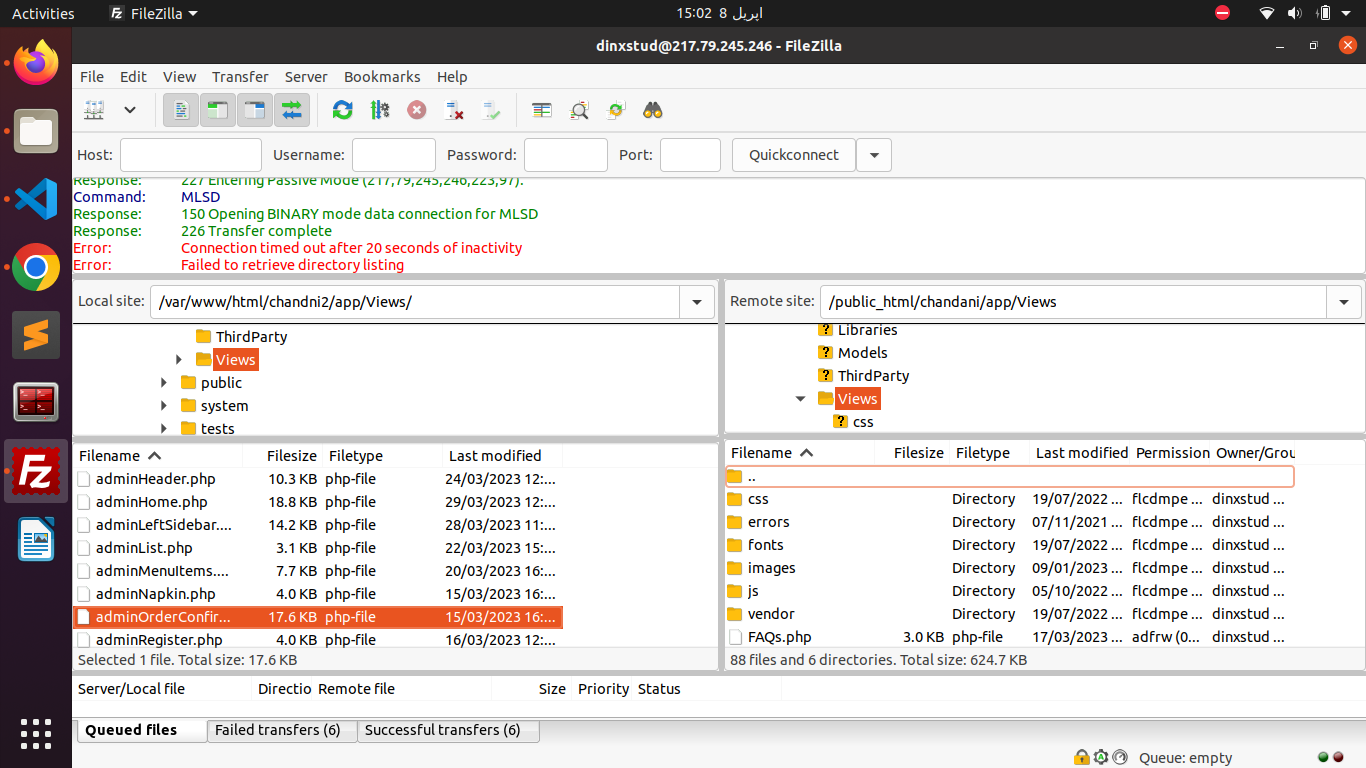 Activities FileZilla 15:02 8 اپریل
dinxstud@217.79.245.246 - FileZilla
File Edit View Transfer Server Bookmarks Help
Host: Username: Password: Port: Quickconnect
Response: 227 Entering Passive Mode (217,79,245,246,223,97).
Command: MLSD
Response: 150 Opening BINARY mode data connection for MLSD
Response: 226 Transfer complete
Error: Connection timed out after 20 seconds of inactivity
Error: Failed to retrieve directory listing
Local site: /var/www/html/chandni2/app/Views/
ThirdParty
Views
public
system
tests
Filename Filesize Filetype Last modified
adminHeader.php 10.3 KB php-file 24/03/2023 12:...
adminHome.php 18.8 KB php-file 29/03/2023 12:...
adminLeftSidebar.... 14.2 KB php-file 28/03/2023 11:...
adminList.php 3.1 KB php-file 22/03/2023 15:...
adminMenuItems.... 7.7 KB php-file 20/03/2023 16:...
adminNapkin.php 4.0 KB php-file 15/03/2023 16:...
adminOrderConfir... 17.6 KB php-file 15/03/2023 16:...
adminRegister.php 4.0 KB php-file 16/03/2023 12:...
Selected 1 file. Total size: 17.6 KB
Remote site: /public_html/chandani/app/Views
Libraries
Models
ThirdParty
Views
css
Filename Filesize Filetype Last modified Permission Owner/Grou
..
css Directory 19/07/2022 ... flcdmpe ... dinxstud ...
errors Directory 07/11/2021 ... flcdmpe ... dinxstud ...
fonts Directory 19/07/2022 ... flcdmpe ... dinxstud ...
images Directory 09/01/2023 ... flcdmpe ... dinxstud ...
js Directory 05/10/2022 ... flcdmpe ... dinxstud ...
vendor Directory 19/07/2022 ... flcdmpe ... dinxstud ...
FAQs.php 3.0 KB php-file 17/03/2023 ... adfrw (0... dinxstud ...
88 files and 6 directories. Total size: 624.7 KB
Server/Local file Directio Remote file Size Priority Status
Queued files Failed transfers (6) Successful transfers (6)
Queue: empty